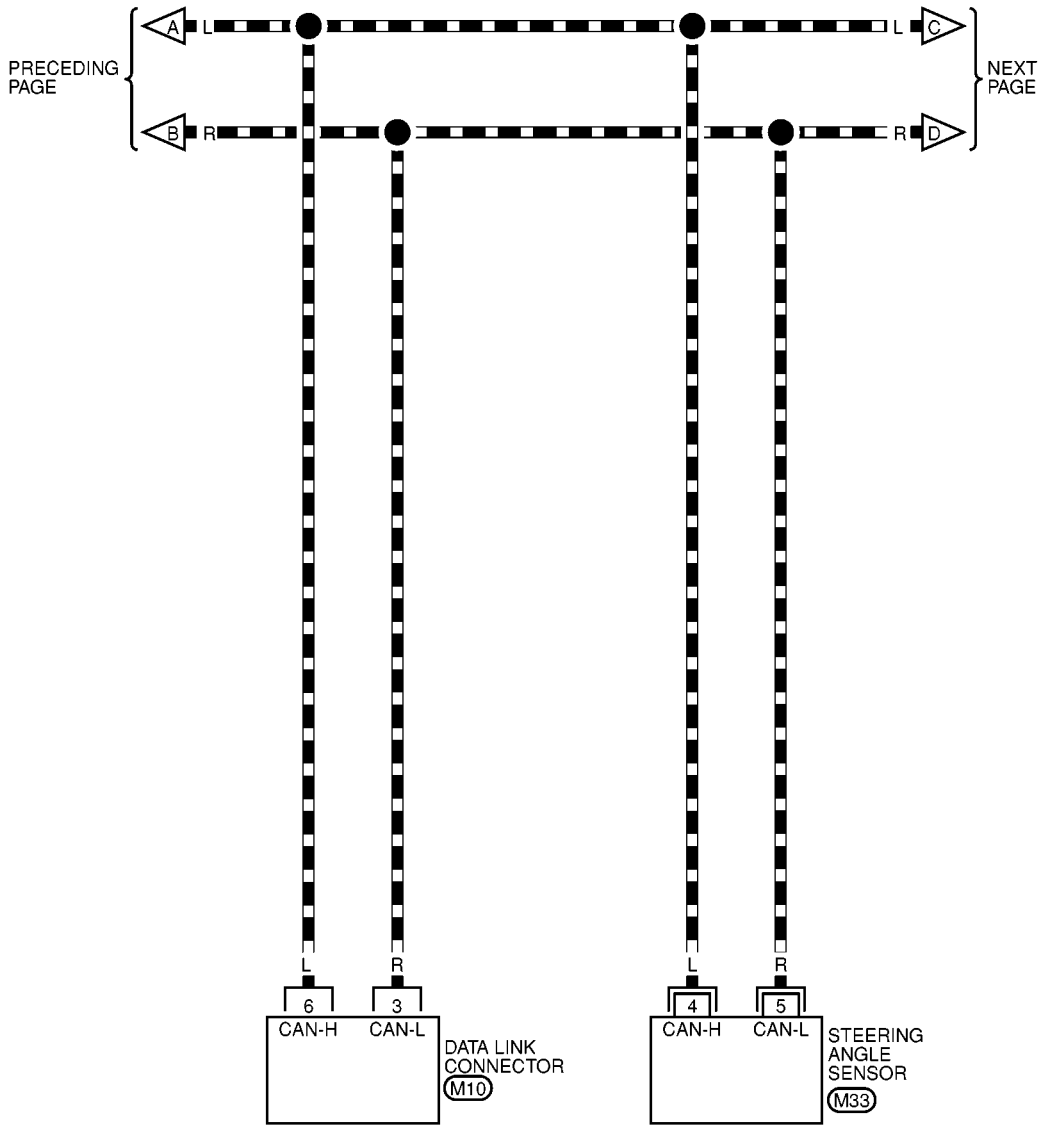 A L L C
PRECEDING
PAGE
NEXT
PAGE
B R R D
L R L R
6 3 4 5
CAN-H CAN-L CAN-H CAN-L
DATA LINK
CONNECTOR
M10
STEERING
ANGLE
SENSOR
M33